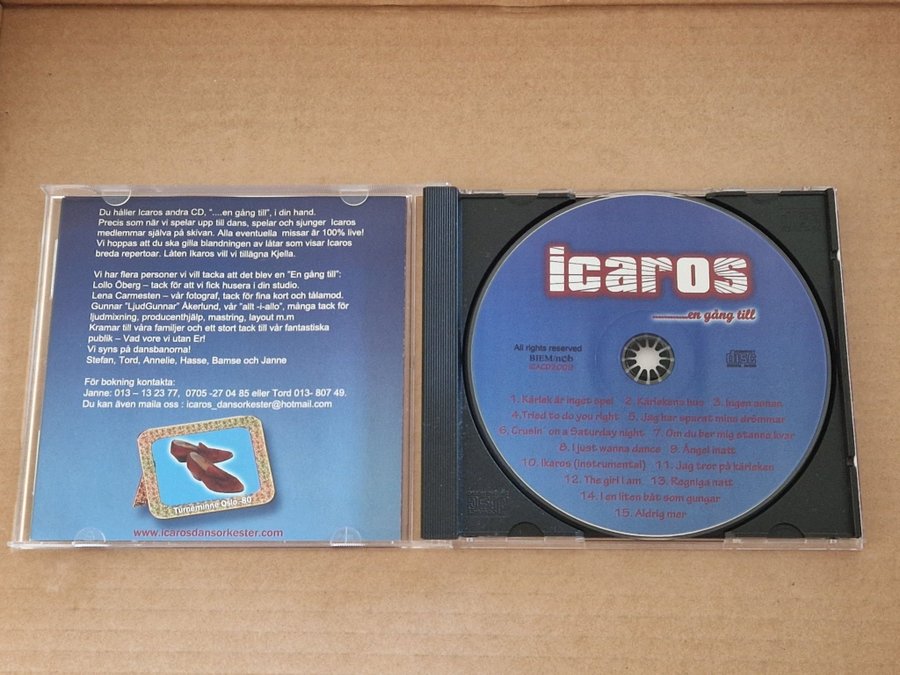 Du håller Icaros andra CD, "....en gång till", i din hand.
Precis som när vi spelar upp till dans, spelar och sjunger Icaros
medlemmar själva på skivan. Alla eventuella missar är 100% live!
Vi hoppas att du ska gilla blandningen av låtar som visar Icaros
breda repertoar. Låten Ikaros vill vi tillägna Kjella.
Vi har flera personer vi vill tacka att det blev en "En gång till":
Lollo Öberg – tack för att vi fick husera i din studio.
Lena Carmesten – vår fotograf, tack för fina kort och tålamod.
Gunnar "LjudGunnar" Åkerlund, vår "allt -i-allo", många tack för
ljudmixning, producenthjälp, mastring, layout m.m
Kramar till våra familjer och ett stort tack till vår fantastiska
publik – Vad vore vi utan Er!
Vi syns på dansbanorna!
Stefan, Tord, Annelie, Hasse, Bamse och Janne
För bokning kontakta:
Janne: 013 – 13 23 77, 0705 -27 04 85 eller Tord 013- 807 49.
Du kan även maila oss : icaros_dansorkester@hotmail.com
Turnéminne Oslo -80
www.icarosdansorkester.com
icaros
............en gång till
All rights reserved
BIEM/ncb
ICACD2009
disc
1. Kärlek är inget spel 2. Kärlekens hus 3. Ingen annan
4.Tried to do you right 5. Jag har sparat mina drömmar
6. Crusin´ on a Saturday night 7. Om du ber mig stanna kvar
8. I just wanna dance 9. Ängel natt
10. Ikaros (instrumental) 11. Jag tror på kärleken
12. The girl I am 13. Regniga natt
14. I en liten båt som gungar
15. Aldrig mer